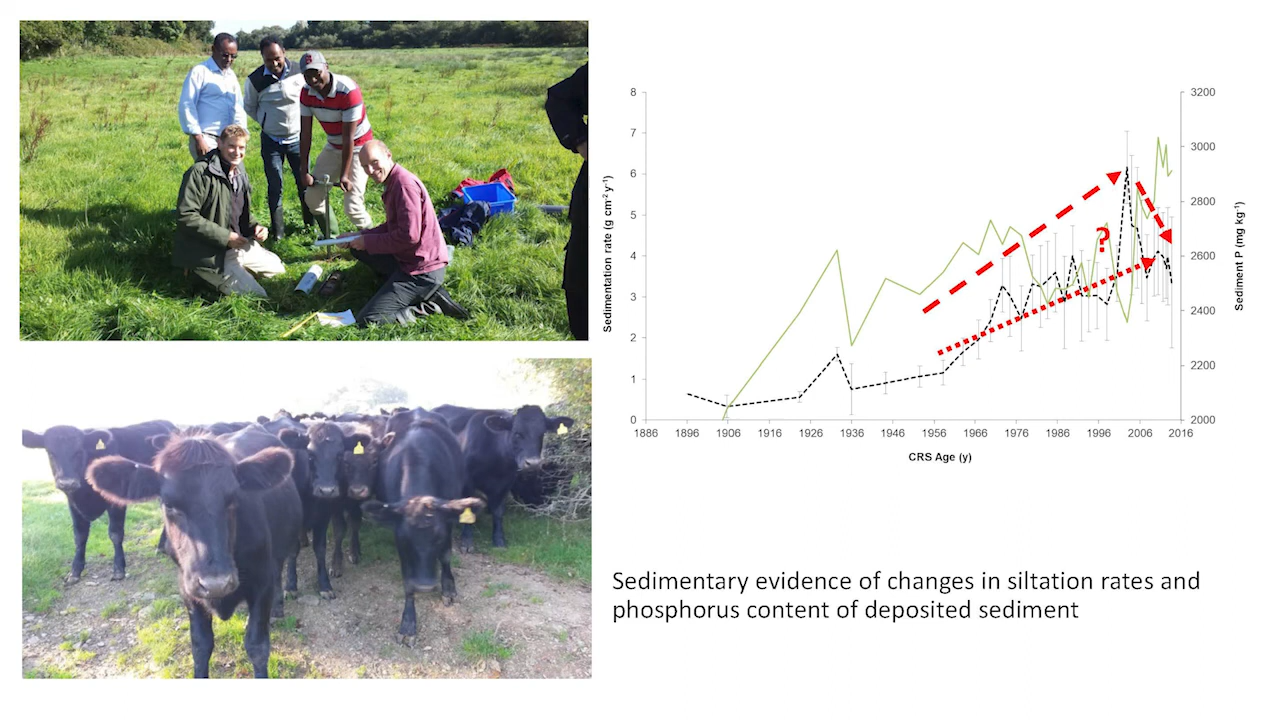 8
7
6
5
4
3
2
1
0
Sedimentation rate (g cm⁻² y⁻¹)
3200
3000
2800
2600
2400
2200
2000
Sediment P (mg kg⁻¹)
?
1886 1896 1906 1916 1926 1936 1946 1956 1966 1976 1986 1996 2006 2016
CRS Age (y)
Sedimentary evidence of changes in siltation rates and
phosphorus content of deposited sediment